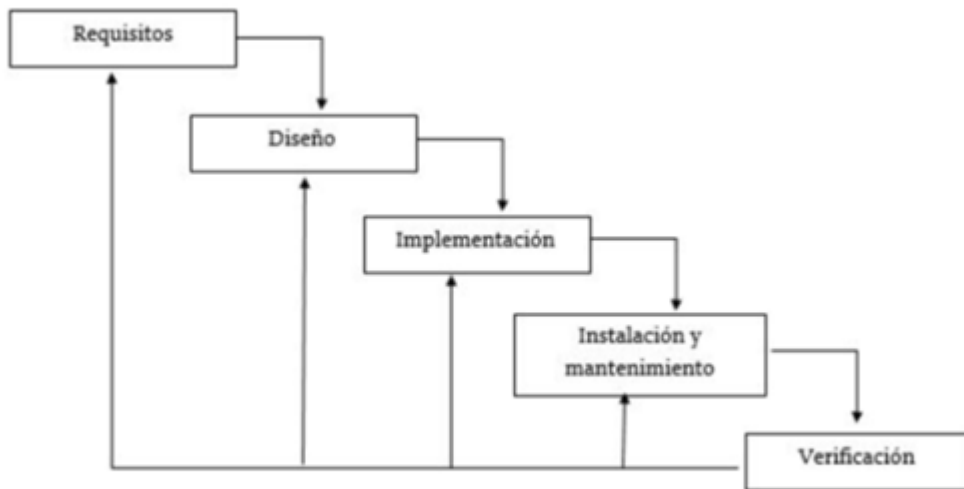 Requisitos
Diseño
Implementación
Instalación y
mantenimiento
Verificación